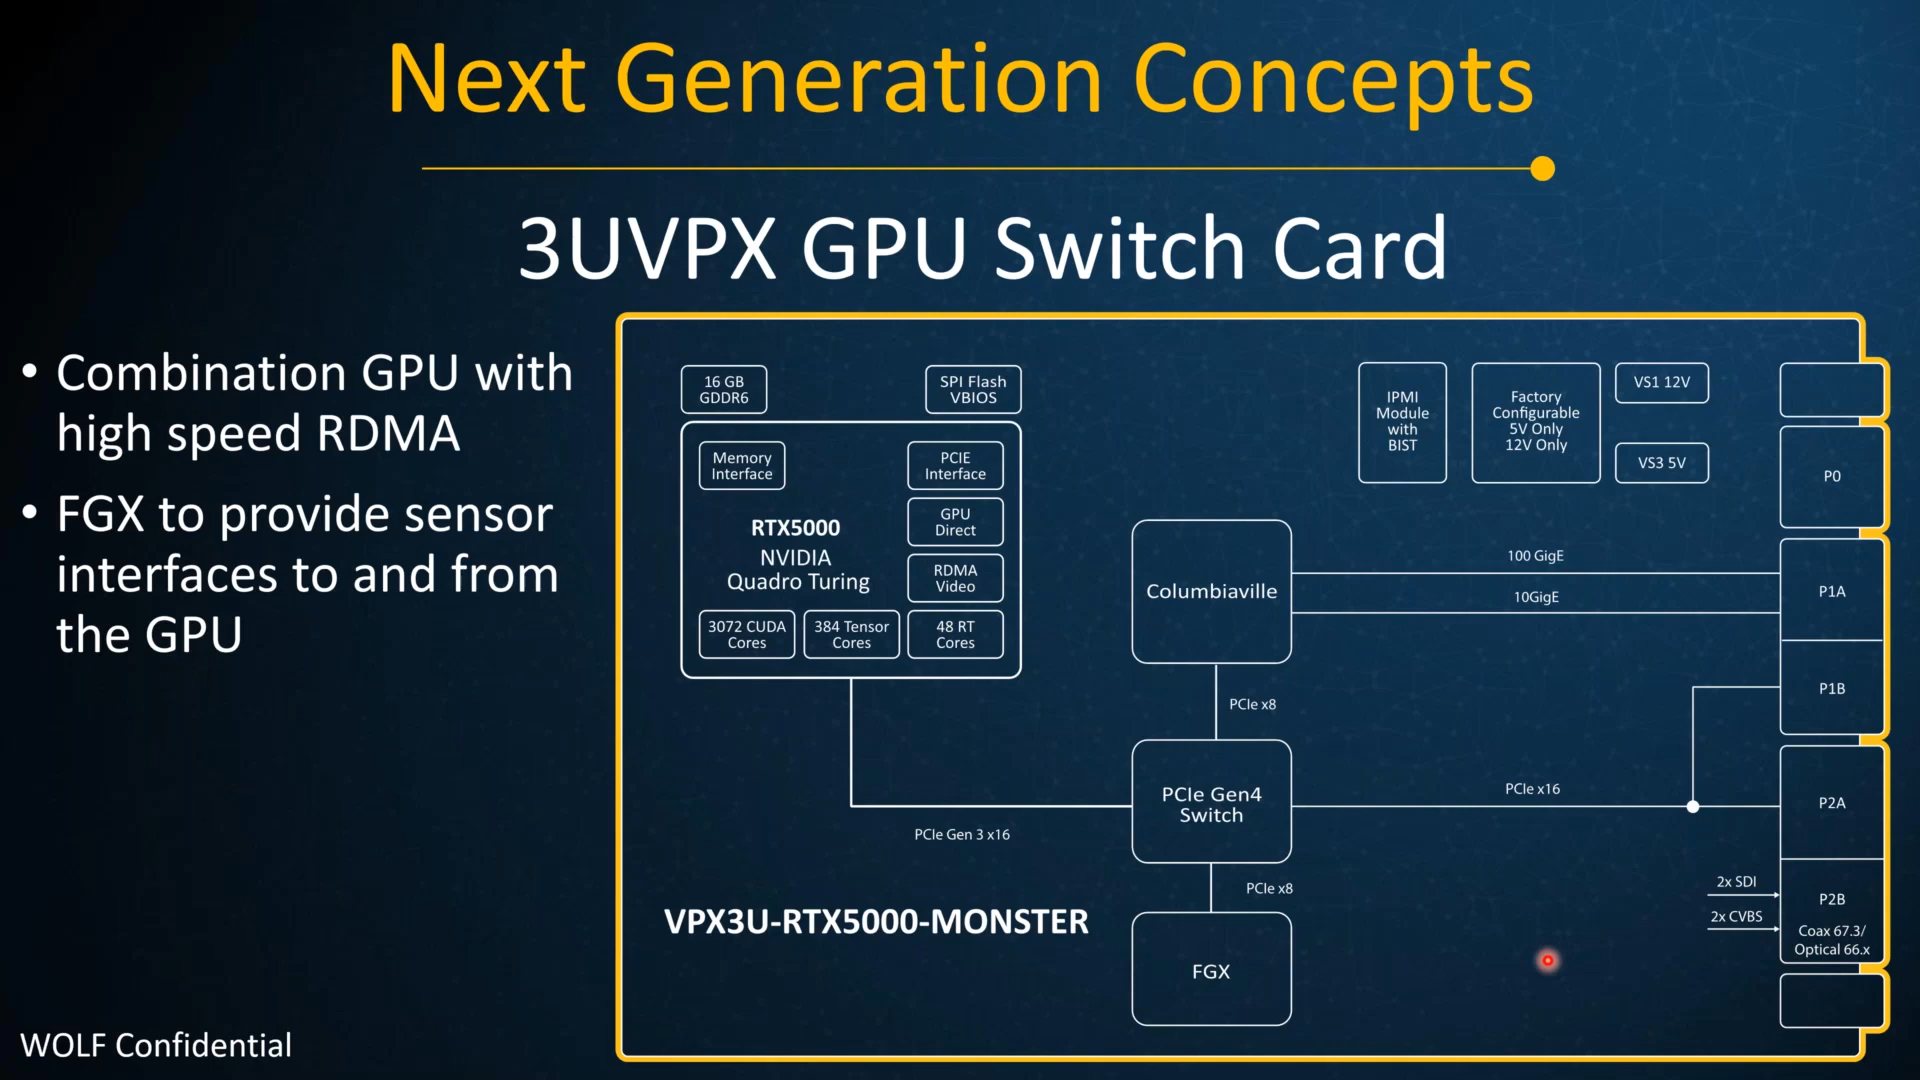 Next Generation Concepts
3UVPX GPU Switch Card
• Combination GPU with
high speed RDMA
• FGX to provide sensor
interfaces to and from
the GPU
16 GB
GDDR6
SPI Flash
VBIOS
Memory
Interface
PCIE
Interface
GPU
Direct
RTX5000
NVIDIA
Quadro Turing
RDMA
Video
3072 CUDA
Cores
384 Tensor
Cores
48 RT
Cores
PCIe Gen 3 x16
VPX3U-RTX5000-MONSTER
Columbiaville
PCIe x8
PCIe Gen4
Switch
PCIe x8
FGX
IPMI
Module
with
BIST
Factory
Configurable
5V Only
12V Only
VS1 12V
VS3 5V
100 GigE
10GigE
PCIe x16
2x SDI
2x CVBS
P0
P1A
P1B
P2A
P2B
Coax 67.3/
Optical 66.x
WOLF Confidential